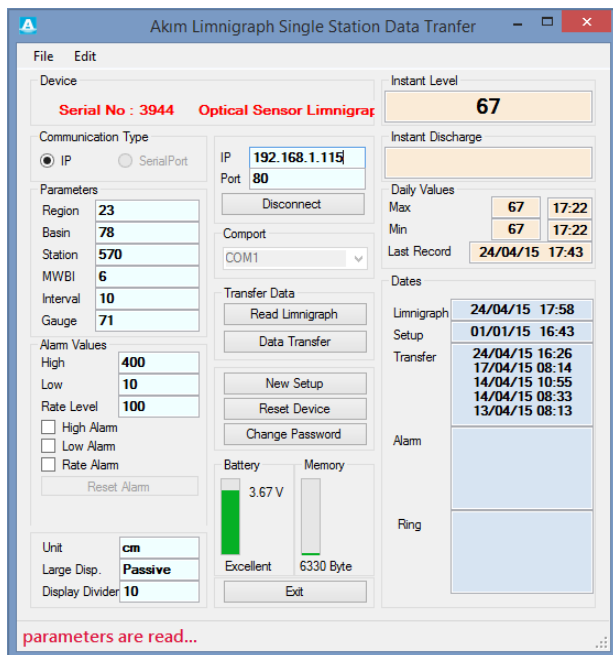 Akım Limnigraph Single Station Data Tranfer
File Edit
Device
Serial No : 3944 Optical Sensor Limnigrap
Communication Type
IP SerialPort
Parameters
Region 23
Basin 78
Station 570
MWBI 6
Interval 10
Gauge 71
Alarm Values
High 400
Low 10
Rate Level 100
High Alarm
Low Alarm
Rate Alarm
Reset Alarm
Unit cm
Large Disp. Passive
Display Divider 10
IP 192.168.1.115
Port 80
Disconnect
Comport
COM1
Transfer Data
Read Limnigraph
Data Transfer
New Setup
Reset Device
Change Password
Battery Memory
3.67 V
Excellent 6330 Byte
Exit
Instant Level
67
Instant Discharge
Daily Values
Max 67 17:22
Min 67 17:22
Last Record 24/04/15 17:43
Dates
Limnigraph 24/04/15 17:58
Setup 01/01/15 16:43
Transfer 24/04/15 16:26
17/04/15 08:14
14/04/15 10:55
14/04/15 08:33
13/04/15 08:13
Alarm
Ring
parameters are read...